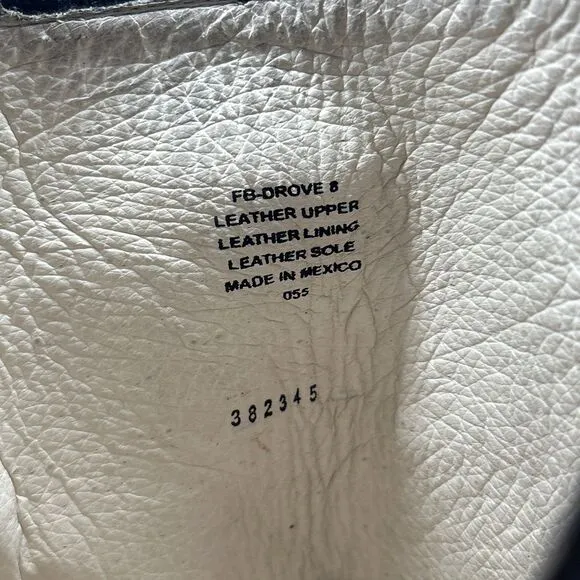 FB-DROVE 8
LEATHER UPPER
LEATHER LINING
LEATHER SOLE
MADE IN MEXICO
055
382345